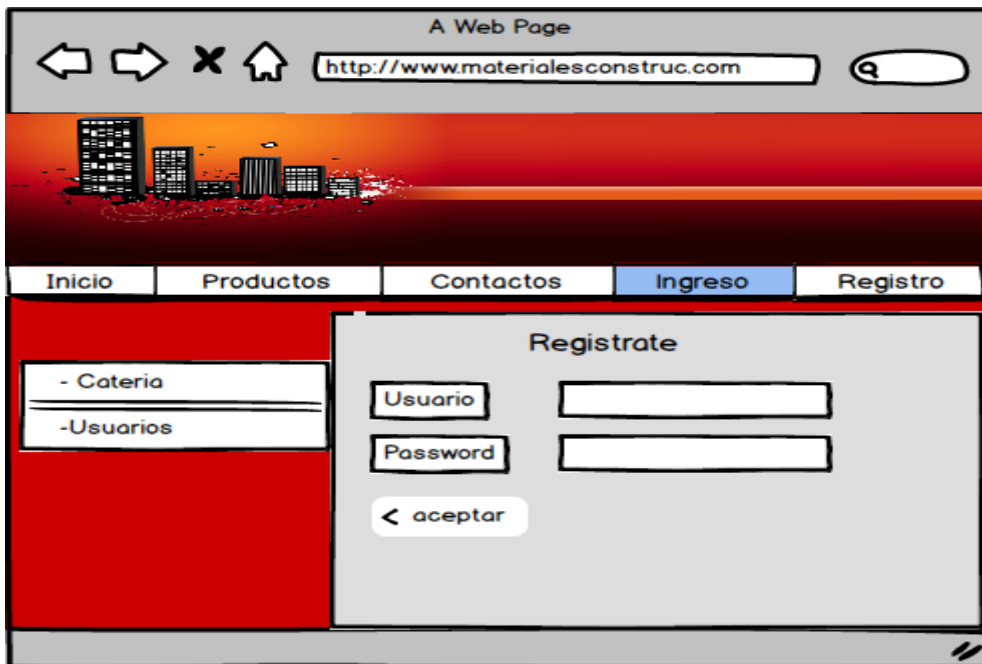 A Web Page
http://www.materialesconstruc.com
Inicio Productos Contactos Ingreso Registro
Registrate
- Cateria
-Usuarios
Usuario
Password
< aceptar